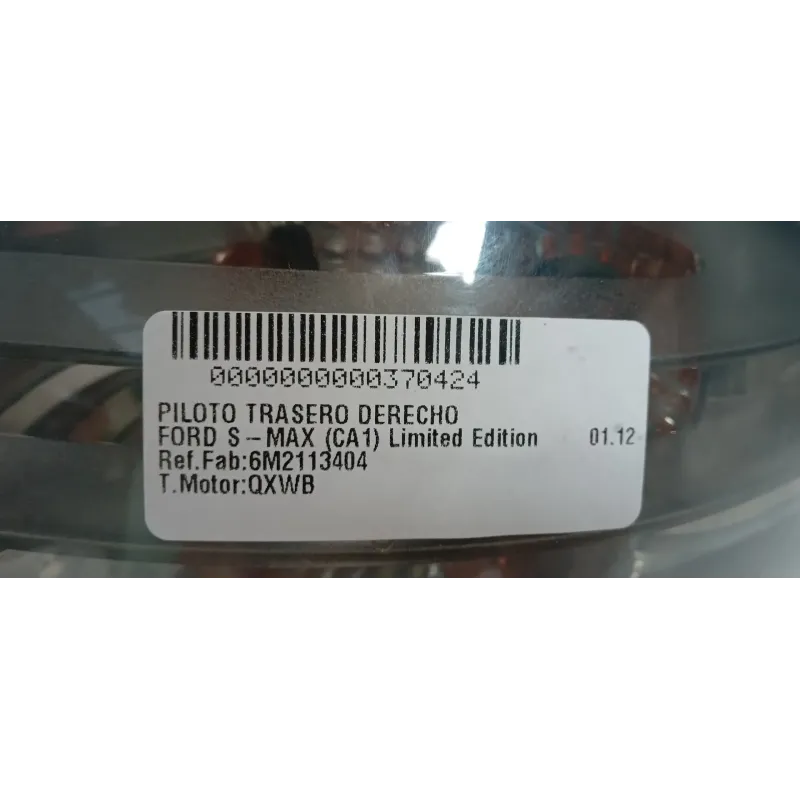 0000000000370424
PILOTO TRASERO DERECHO
FORD S-MAX (CA1) Limited Edition 01.12
Ref.Fab:6M2113404
T.Motor:QXWB